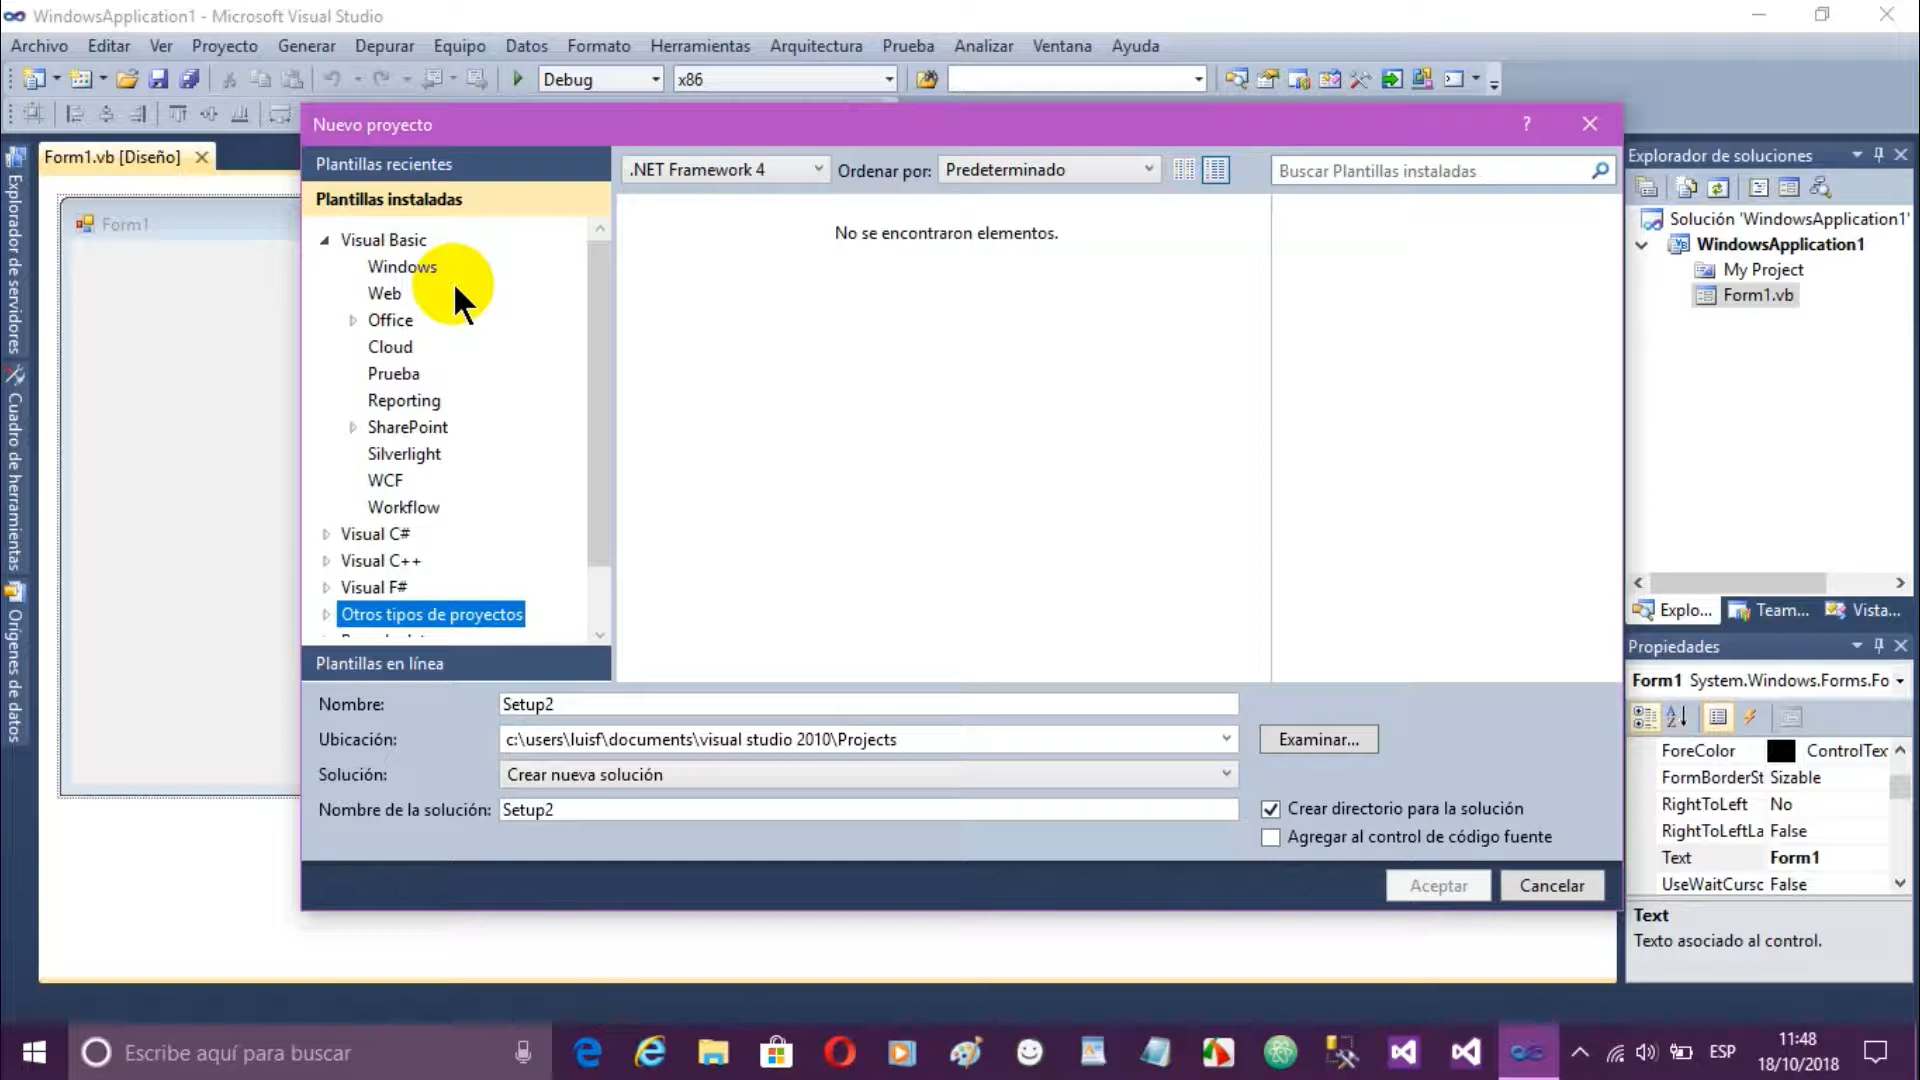 WindowsApplication1 - Microsoft Visual Studio
Archivo Editar Ver Proyecto Generar Depurar Equipo Datos Formato Herramientas Arquitectura Prueba Analizar Ventana Ayuda
Debug x86
Form1.vb [Diseño]
Form1
Explorador de servidores
Cuadro de herramientas
Orígenes de datos
Nuevo proyecto
Plantillas recientes
Plantillas instaladas
Visual Basic
Windows
Web
Office
Cloud
Prueba
Reporting
SharePoint
Silverlight
WCF
Workflow
Visual C#
Visual C++
Visual F#
Otros tipos de proyectos
Plantillas en línea
.NET Framework 4 Ordenar por: Predeterminado
Buscar Plantillas instaladas
No se encontraron elementos.
Nombre: Setup2
Ubicación: c:\users\luisf\documents\visual studio 2010\Projects Examinar...
Solución: Crear nueva solución
Nombre de la solución: Setup2
Crear directorio para la solución
Agregar al control de código fuente
Aceptar Cancelar
Explorador de soluciones
Solución 'WindowsApplication1'
WindowsApplication1
My Project
Form1.vb
Explo... Team... Vista...
Propiedades
Form1 System.Windows.Forms.Fo
ForeColor ControlTex
FormBorderSt Sizable
RightToLeft No
RightToLeftLa False
Text Form1
UseWaitCursc False
Text
Texto asociado al control.
Escribe aquí para buscar
ESP
11:48
18/10/2018